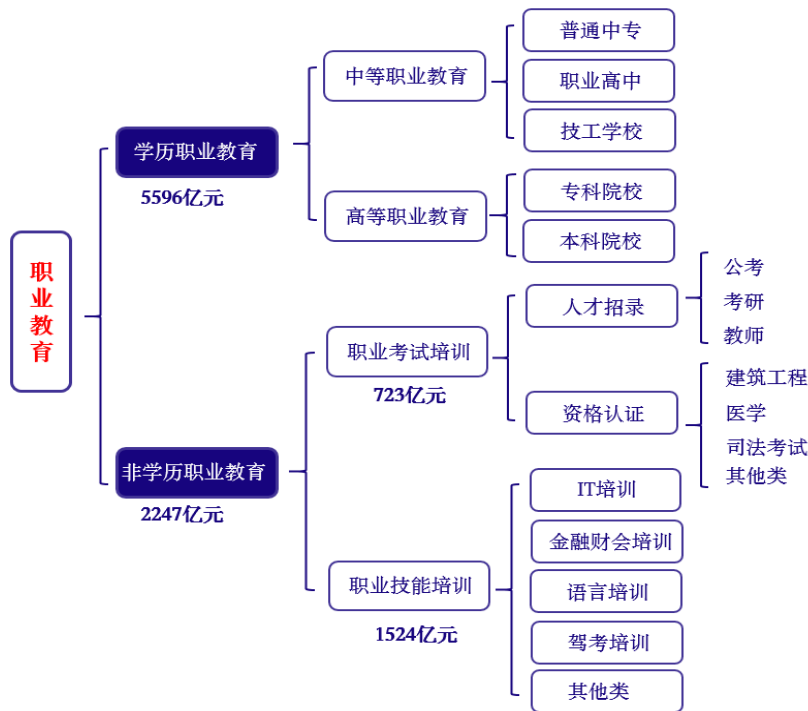 职业教育
学历职业教育
5596亿元
中等职业教育
普通中专
职业高中
技工学校
高等职业教育
专科院校
本科院校
非学历职业教育
2247亿元
职业考试培训
723亿元
人才招录
公考
考研
教师
资格认证
建筑工程
医学
司法考试
其他类
职业技能培训
1524亿元
IT培训
金融财会培训
语言培训
驾考培训
其他类